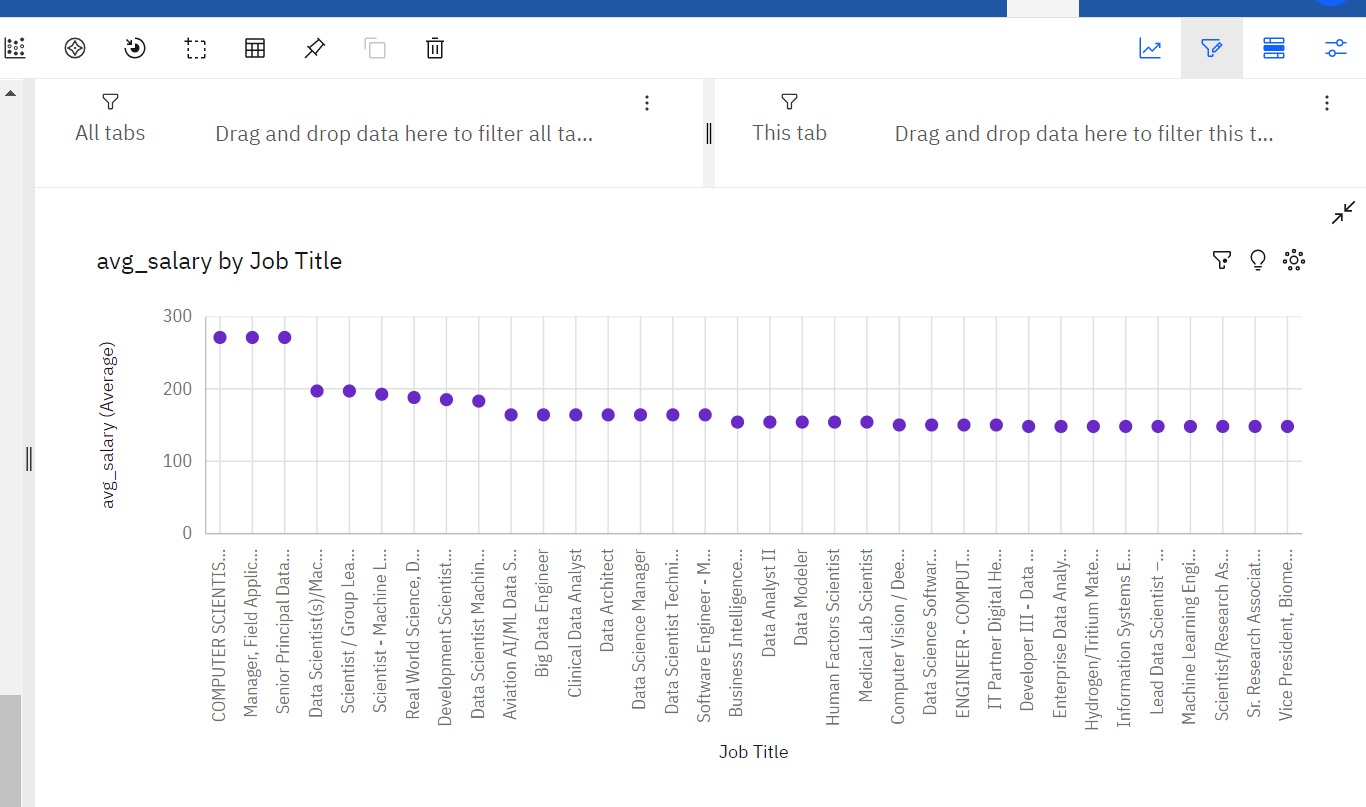 All tabs
Drag and drop data here to filter all ta...
This tab
Drag and drop data here to filter this t...
avg_salary by Job Title
avg_salary (Average)
300
200
100
0
COMPUTER SCIENTIS...
Manager, Field Applic...
Senior Principal Data...
Data Scientist(s)/Mac...
Scientist / Group Lea...
Scientist - Machine L...
Real World Science, D...
Development Scientist...
Data Scientist Machin...
Aviation AI/ML Data S...
Big Data Engineer
Clinical Data Analyst
Data Architect
Data Science Manager
Data Scientist Techni...
Software Engineer - M...
Business Intelligence...
Data Analyst II
Data Modeler
Human Factors Scientist
Medical Lab Scientist
Computer Vision / Dee...
Data Science Softwar...
ENGINEER - COMPUT...
IT Partner Digital He...
Developer III - Data ...
Enterprise Data Analy...
Hydrogen/Tritium Mate...
Information Systems E...
Lead Data Scientist –...
Machine Learning Engi...
Scientist/Research As...
Sr. Research Associat...
Vice President, Biome...
Job Title